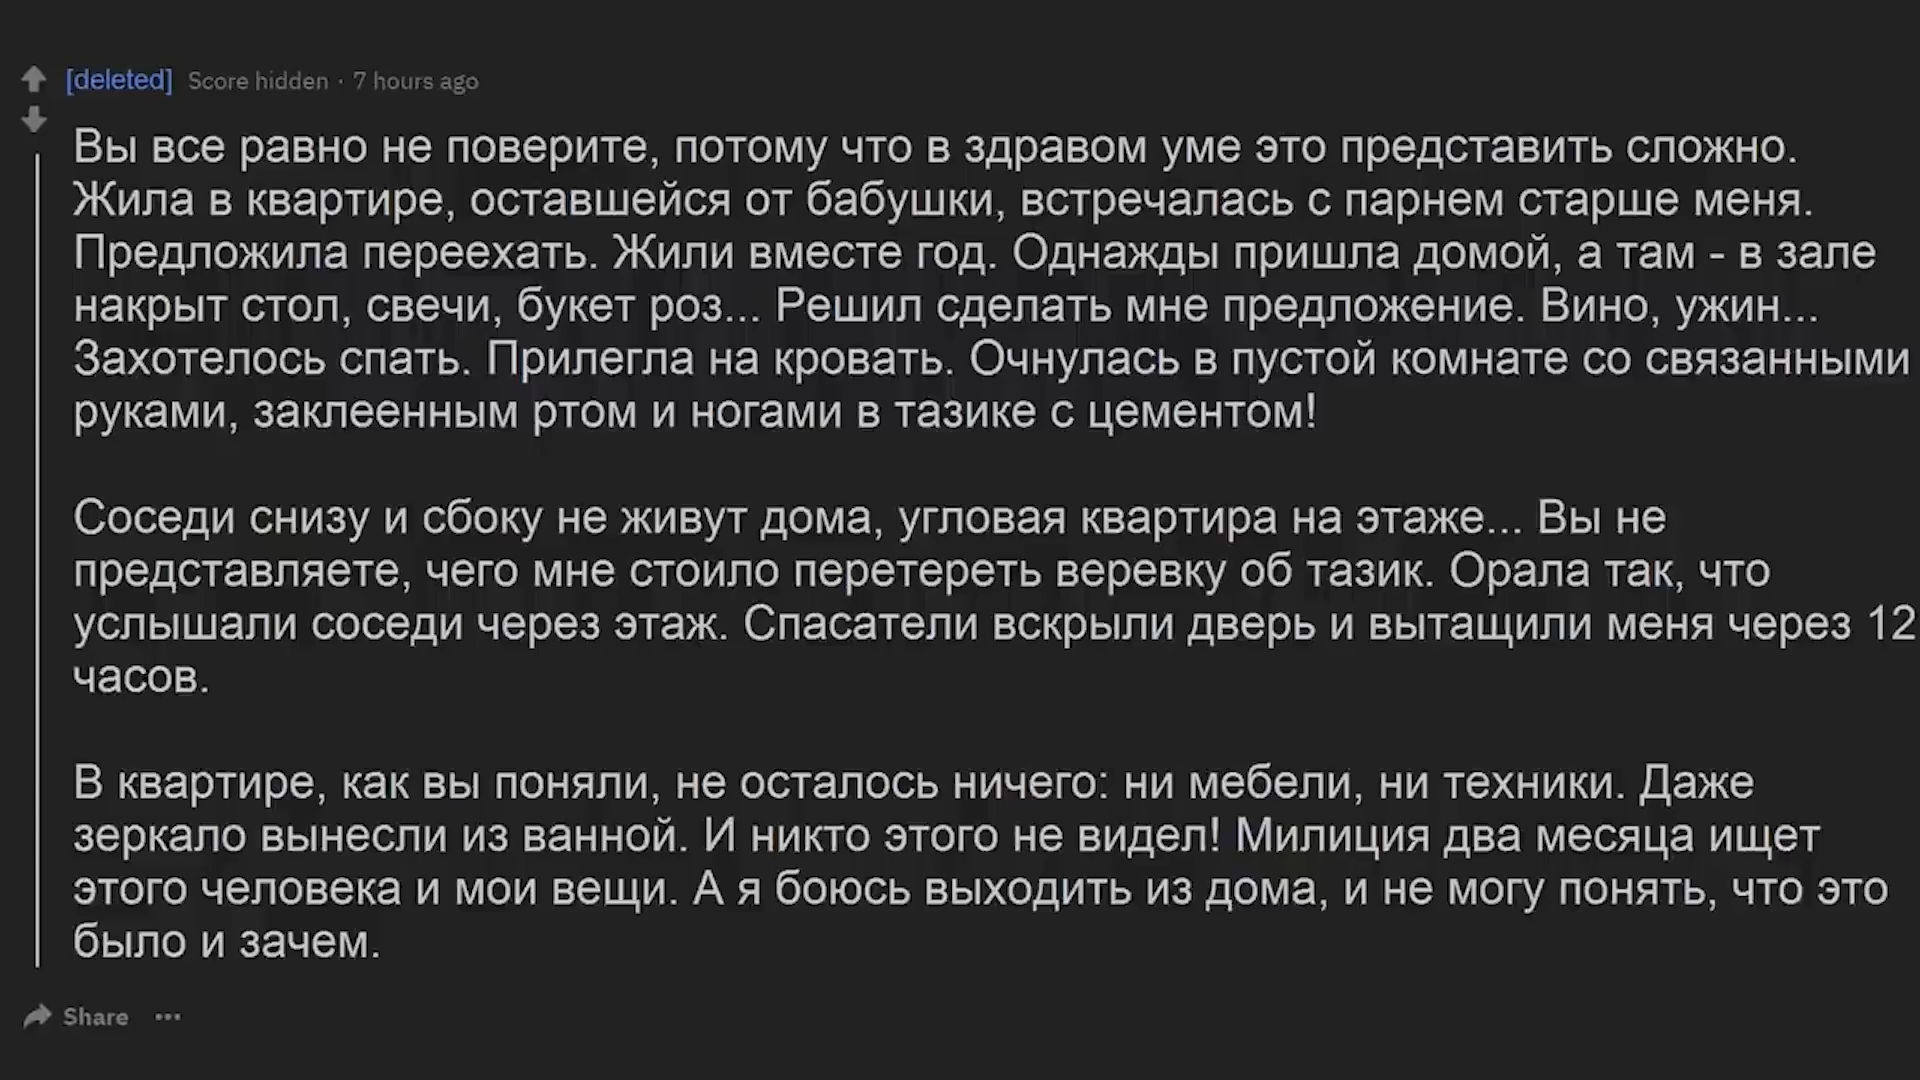 [deleted] Score hidden · 7 hours ago
Вы все равно не поверите, потому что в здравом уме это представить сложно.
Жила в квартире, оставшейся от бабушки, встречалась с парнем старше меня.
Предложила переехать. Жили вместе год. Однажды пришла домой, а там - в зале
накрыт стол, свечи, букет роз... Решил сделать мне предложение. Вино, ужин...
Захотелось спать. Прилегла на кровать. Очнулась в пустой комнате со связанными
руками, заклеенным ртом и ногами в тазике с цементом!
Соседи снизу и сбоку не живут дома, угловая квартира на этаже... Вы не
представляете, чего мне стоило перетереть веревку об тазик. Орала так, что
услышали соседи через этаж. Спасатели вскрыли дверь и вытащили меня через 12
часов.
В квартире, как вы поняли, не осталось ничего: ни мебели, ни техники. Даже
зеркало вынесли из ванной. И никто этого не видел! Милиция два месяца ищет
этого человека и мои вещи. А я боюсь выходить из дома, и не могу понять, что это
было и зачем.
Share ...